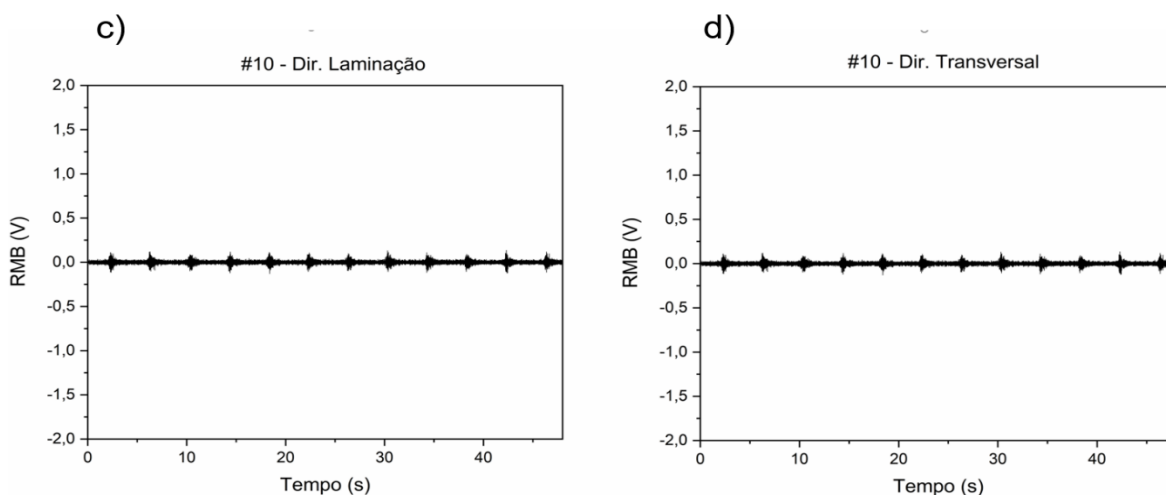 c)
#10 - Dir. Laminação
2,0
1,5
1,0
0,5
0,0
-0,5
-1,0
-1,5
-2,0
RMB (V)
0 10 20 30 40
Tempo (s)
d)
#10 - Dir. Transversal
2,0
1,5
1,0
0,5
0,0
-0,5
-1,0
-1,5
-2,0
RMB (V)
0 10 20 30 40
Tempo (s)